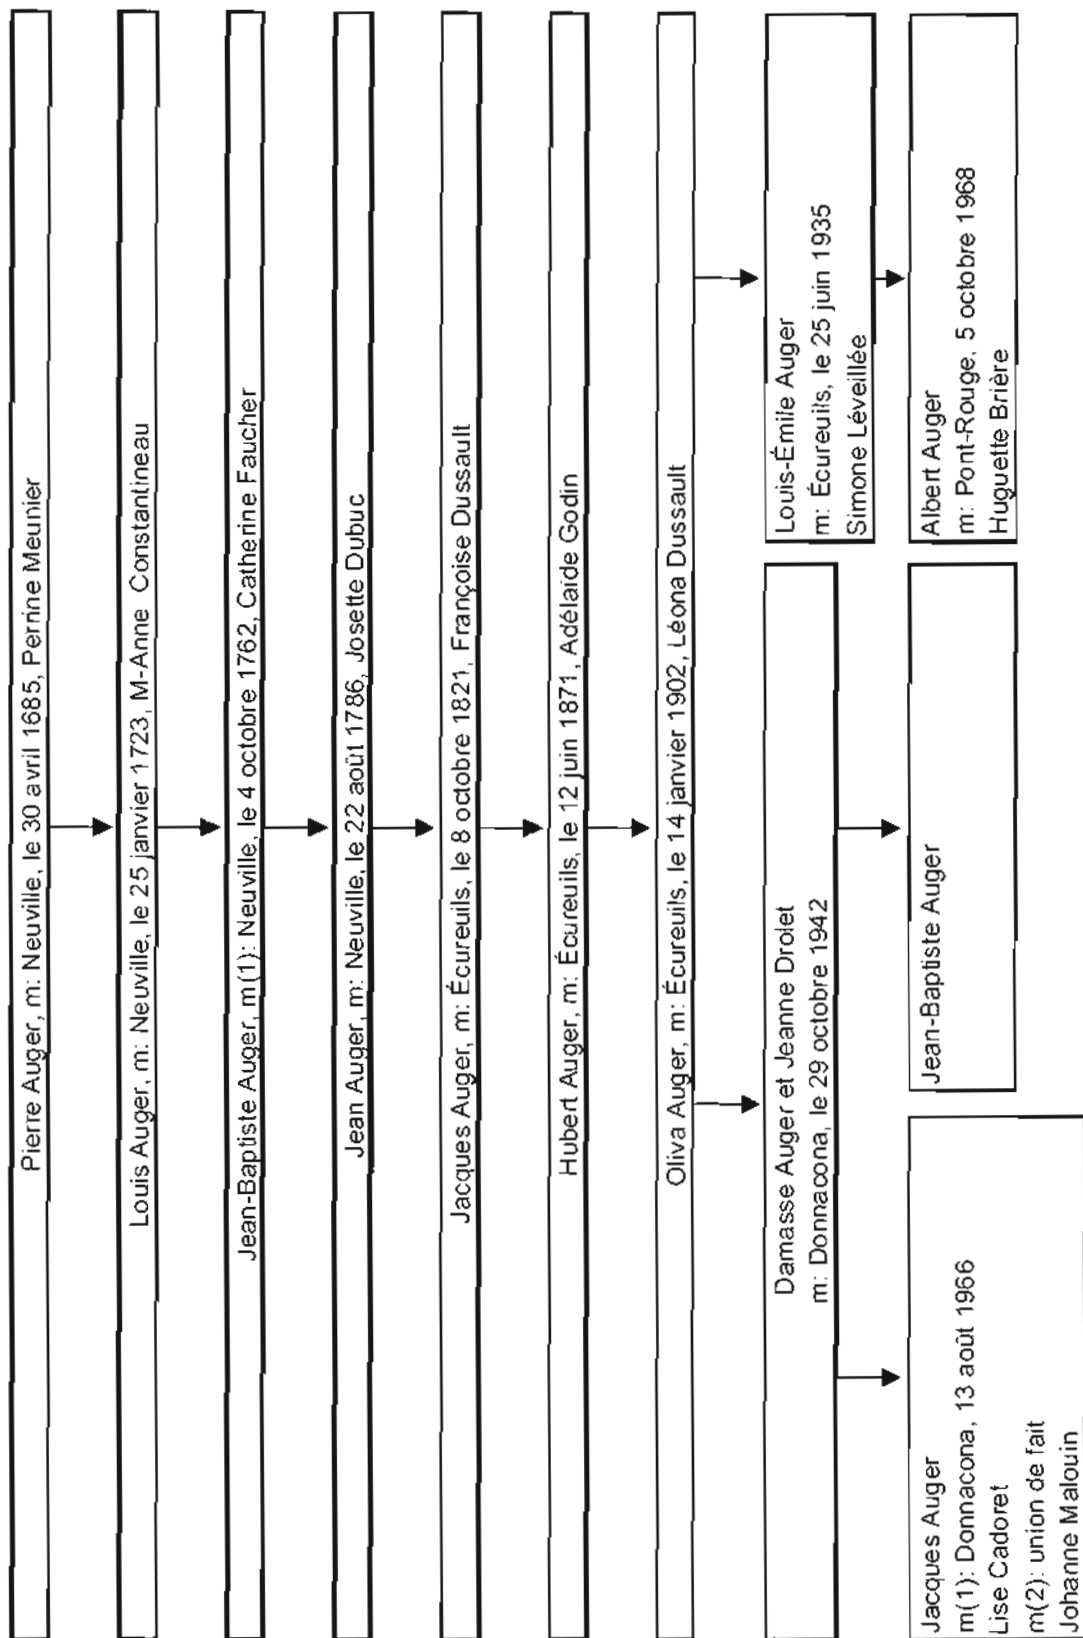 Pierre Auger, m: Neuville, le 30 avril 1685, Perrine Meunier
Louis Auger, m: Neuville, le 25 janvier 1723, M-Anne Constantineau
Jean-Baptiste Auger, m(1): Neuville, le 4 octobre 1762, Catherine Faucher
Jean Auger, m: Neuville, le 22 août 1786, Josette Dubuc
Jacques Auger, m: Écureuils, le 8 octobre 1821, Françoise Dussault
Hubert Auger, m: Écureuils, le 12 juin 1871, Adélaïde Godin
Oliva Auger, m: Écureuils, le 14 janvier 1902, Léona Dussault
Damasse Auger et Jeanne Drolet
m: Donnacona, le 29 octobre 1942
Louis-Émile Auger
m: Écureuils, le 25 juin 1935
Simone Léveillée
Jacques Auger
m(1): Donnacona, 13 août 1966
Lise Cadoret
m(2): union de fait
Johanne Malouin
Jean-Baptiste Auger
Albert Auger
m: Pont-Rouge, 5 octobre 1968
Huguette Brière